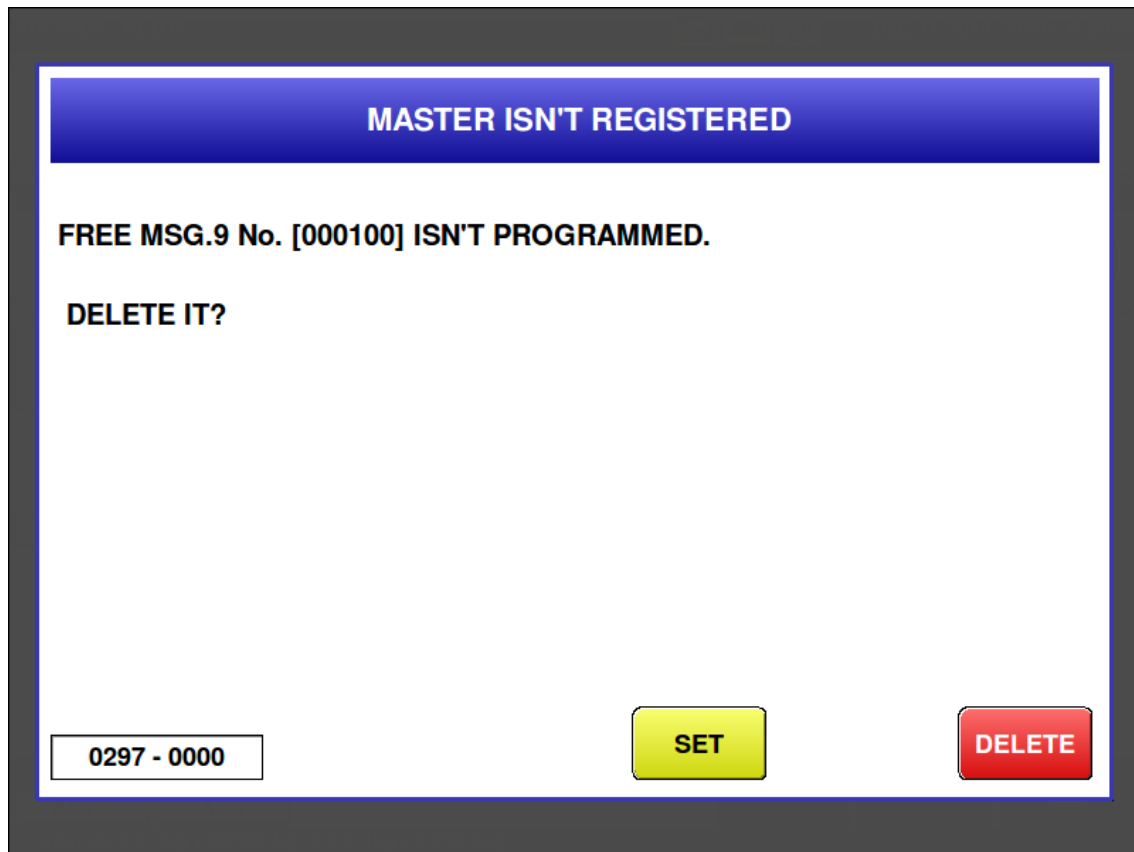 MASTER ISN'T REGISTERED
FREE MSG.9 No. [000100] ISN'T PROGRAMMED.
DELETE IT?
0297 - 0000
SET
DELETE